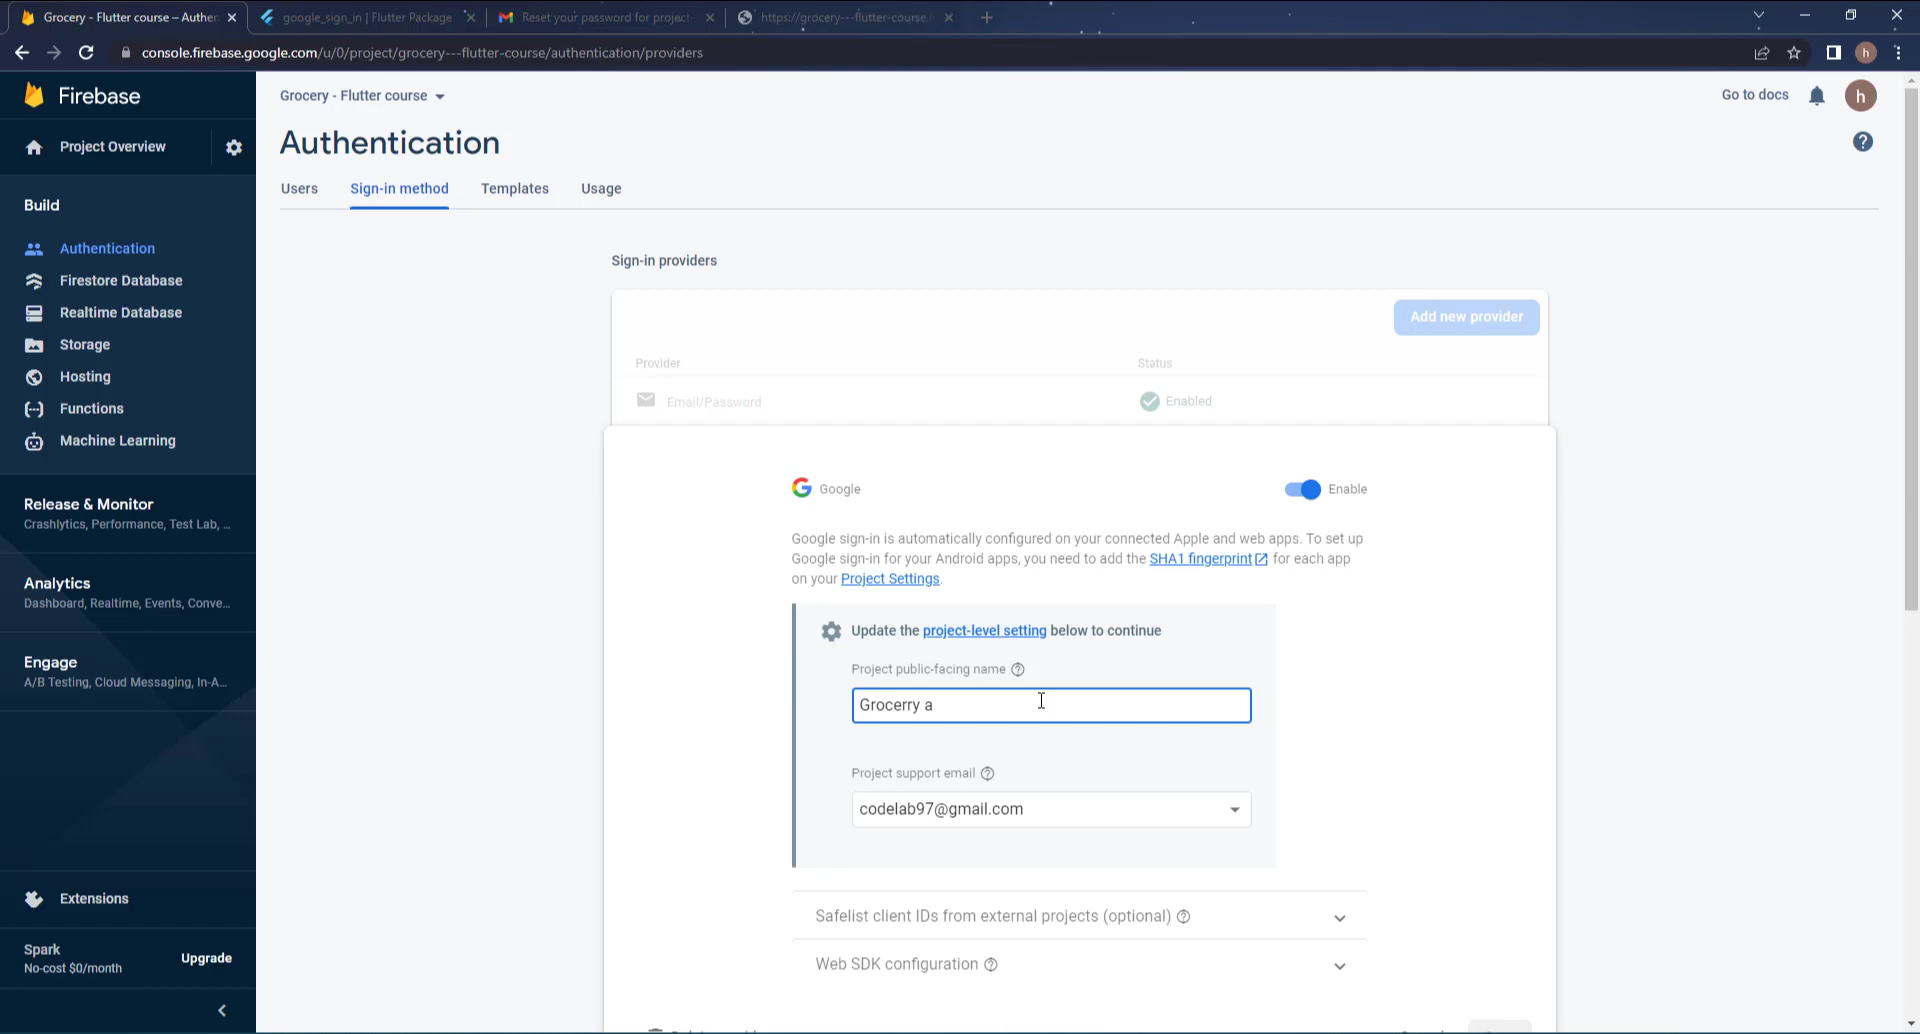 Grocery - Flutter course – Auther
google_sign_in | Flutter Package
Reset your password for project-
https://grocery---flutter-course.
console.firebase.google.com/u/0/project/grocery---flutter-course/authentication/providers
h
Firebase
Grocery - Flutter course
Go to docs
h
Project Overview
Authentication
Users
Sign-in method
Templates
Usage
Build
Authentication
Firestore Database
Realtime Database
Storage
Hosting
Functions
Machine Learning
Release & Monitor
Crashlytics, Performance, Test Lab, ...
Analytics
Dashboard, Realtime, Events, Conve...
Engage
A/B Testing, Cloud Messaging, In-A...
Extensions
Spark
No-cost $0/month
Upgrade
Sign-in providers
Add new provider
Provider
Status
Email/Password
Enabled
Google
Enable
Google sign-in is automatically configured on your connected Apple and web apps. To set up
Google sign-in for your Android apps, you need to add the SHA1 fingerprint for each app
on your Project Settings.
Update the project-level setting below to continue
Project public-facing name
Grocerry a
Project support email
codelab97@gmail.com
Safelist client IDs from external projects (optional)
Web SDK configuration